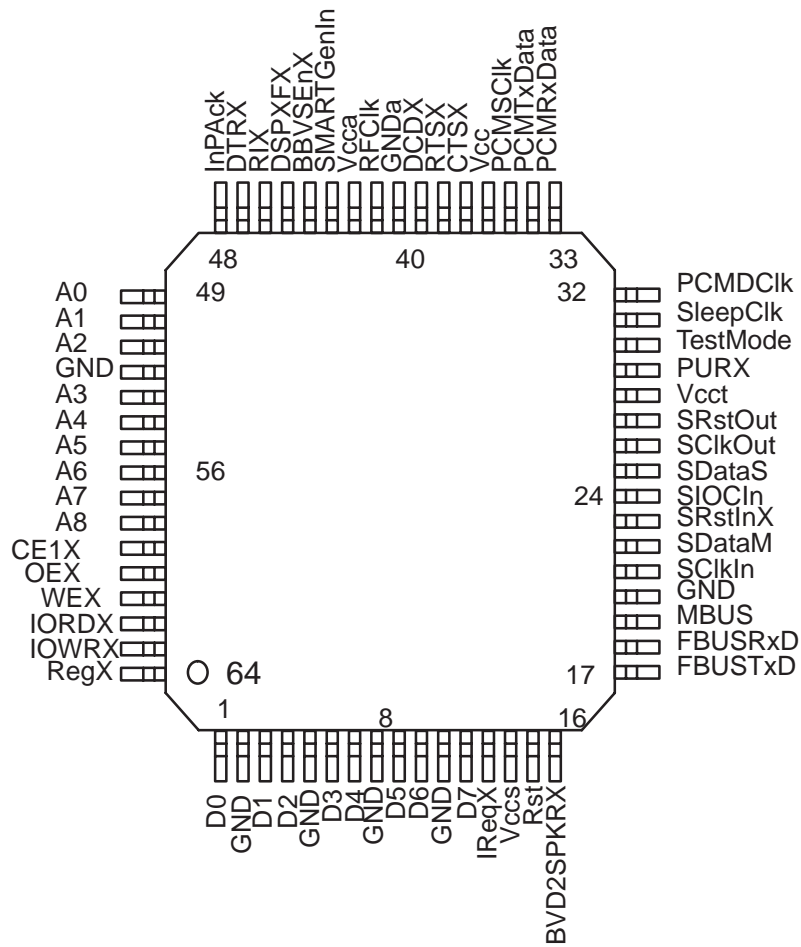 InPAck
DTRX
RIX
DSPXFX
BBVSEnX
SMARTGenIn
Vcca
RFClk
GNDa
DCDX
RTSX
CTSX
Vcc
PCMSClk
PCMTxData
PCMRxData
48
40
33
49
32
56
24
64
17
1
8
16
A0
A1
A2
GND
A3
A4
A5
A6
A7
A8
CE1X
OEX
WEX
IORDX
IOWRX
RegX
PCMDClk
SleepClk
TestMode
PURX
Vcct
SRstOut
SClkOut
SDataS
SIOCIn
SRstInX
SDataM
SClkIn
GND
MBUS
FBUSRxD
FBUSTxD
D0
GND
D1
D2
GND
D3
D4
GND
D5
D6
GND
D7
IReqX
Vccs
Rst
BVD2SPKRX